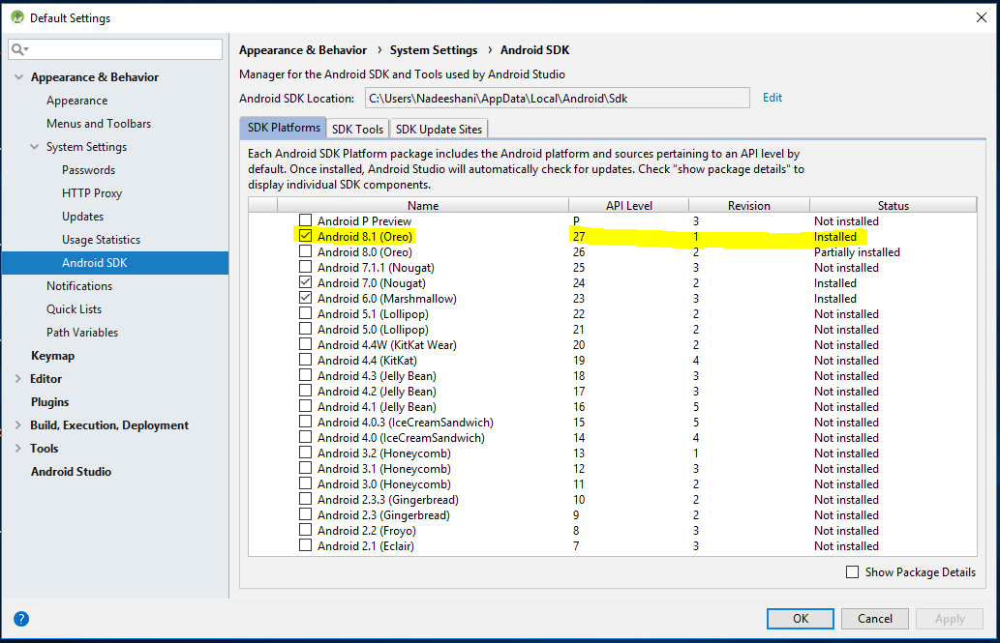 Default Settings
Appearance & Behavior
Appearance
Menus and Toolbars
System Settings
Passwords
HTTP Proxy
Updates
Usage Statistics
Android SDK
Notifications
Quick Lists
Path Variables
Keymap
Editor
Plugins
Build, Execution, Deployment
Tools
Android Studio
Appearance & Behavior › System Settings › Android SDK
Manager for the Android SDK and Tools used by Android Studio
Android SDK Location: C:\Users\Nadeeshani\AppData\Local\Android\Sdk Edit
SDK Platforms SDK Tools SDK Update Sites
Each Android SDK Platform package includes the Android platform and sources pertaining to an API level by
default. Once installed, Android Studio will automatically check for updates. Check "show package details" to
display individual SDK components.
Name API Level Revision Status
Android P Preview P 3 Not installed
Android 8.1 (Oreo) 27 1 Installed
Android 8.0 (Oreo) 26 2 Partially installed
Android 7.1.1 (Nougat) 25 3 Not installed
Android 7.0 (Nougat) 24 2 Installed
Android 6.0 (Marshmallow) 23 3 Installed
Android 5.1 (Lollipop) 22 2 Not installed
Android 5.0 (Lollipop) 21 2 Not installed
Android 4.4W (KitKat Wear) 20 2 Not installed
Android 4.4 (KitKat) 19 4 Not installed
Android 4.3 (Jelly Bean) 18 3 Not installed
Android 4.2 (Jelly Bean) 17 3 Not installed
Android 4.1 (Jelly Bean) 16 5 Not installed
Android 4.0.3 (IceCreamSandwich) 15 5 Not installed
Android 4.0 (IceCreamSandwich) 14 4 Not installed
Android 3.2 (Honeycomb) 13 1 Not installed
Android 3.1 (Honeycomb) 12 3 Not installed
Android 3.0 (Honeycomb) 11 2 Not installed
Android 2.3.3 (Gingerbread) 10 2 Not installed
Android 2.3 (Gingerbread) 9 2 Not installed
Android 2.2 (Froyo) 8 3 Not installed
Android 2.1 (Eclair) 7 3 Not installed
Show Package Details
? OK Cancel Apply